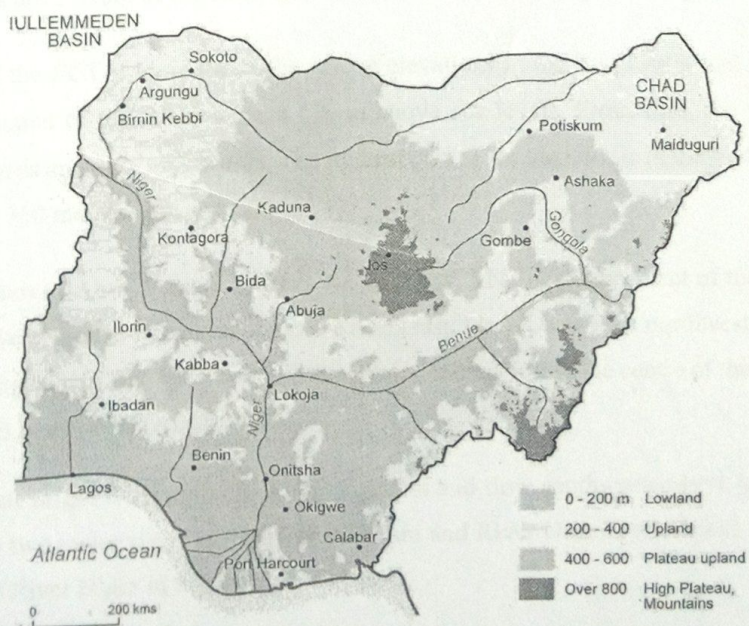 IULLEMMEDEN
BASIN
Sokoto
Argungu
Birnin Kebbi
CHAD
BASIN
Potiskum
Maiduguri
Ashaka
Niger
Kaduna
Kontagora
Gombe
Gongola
Jos
Bida
Abuja
Ilorin
Benue
Kabba
Lokoja
Ibadan
Niger
Benin
Onitsha
Lagos
Okigwe
Calabar
Atlantic Ocean
Port Harcourt
0 - 200 m Lowland
200 - 400 Upland
400 - 600 Plateau upland
Over 800 High Plateau,
Mountains
0 200 kms